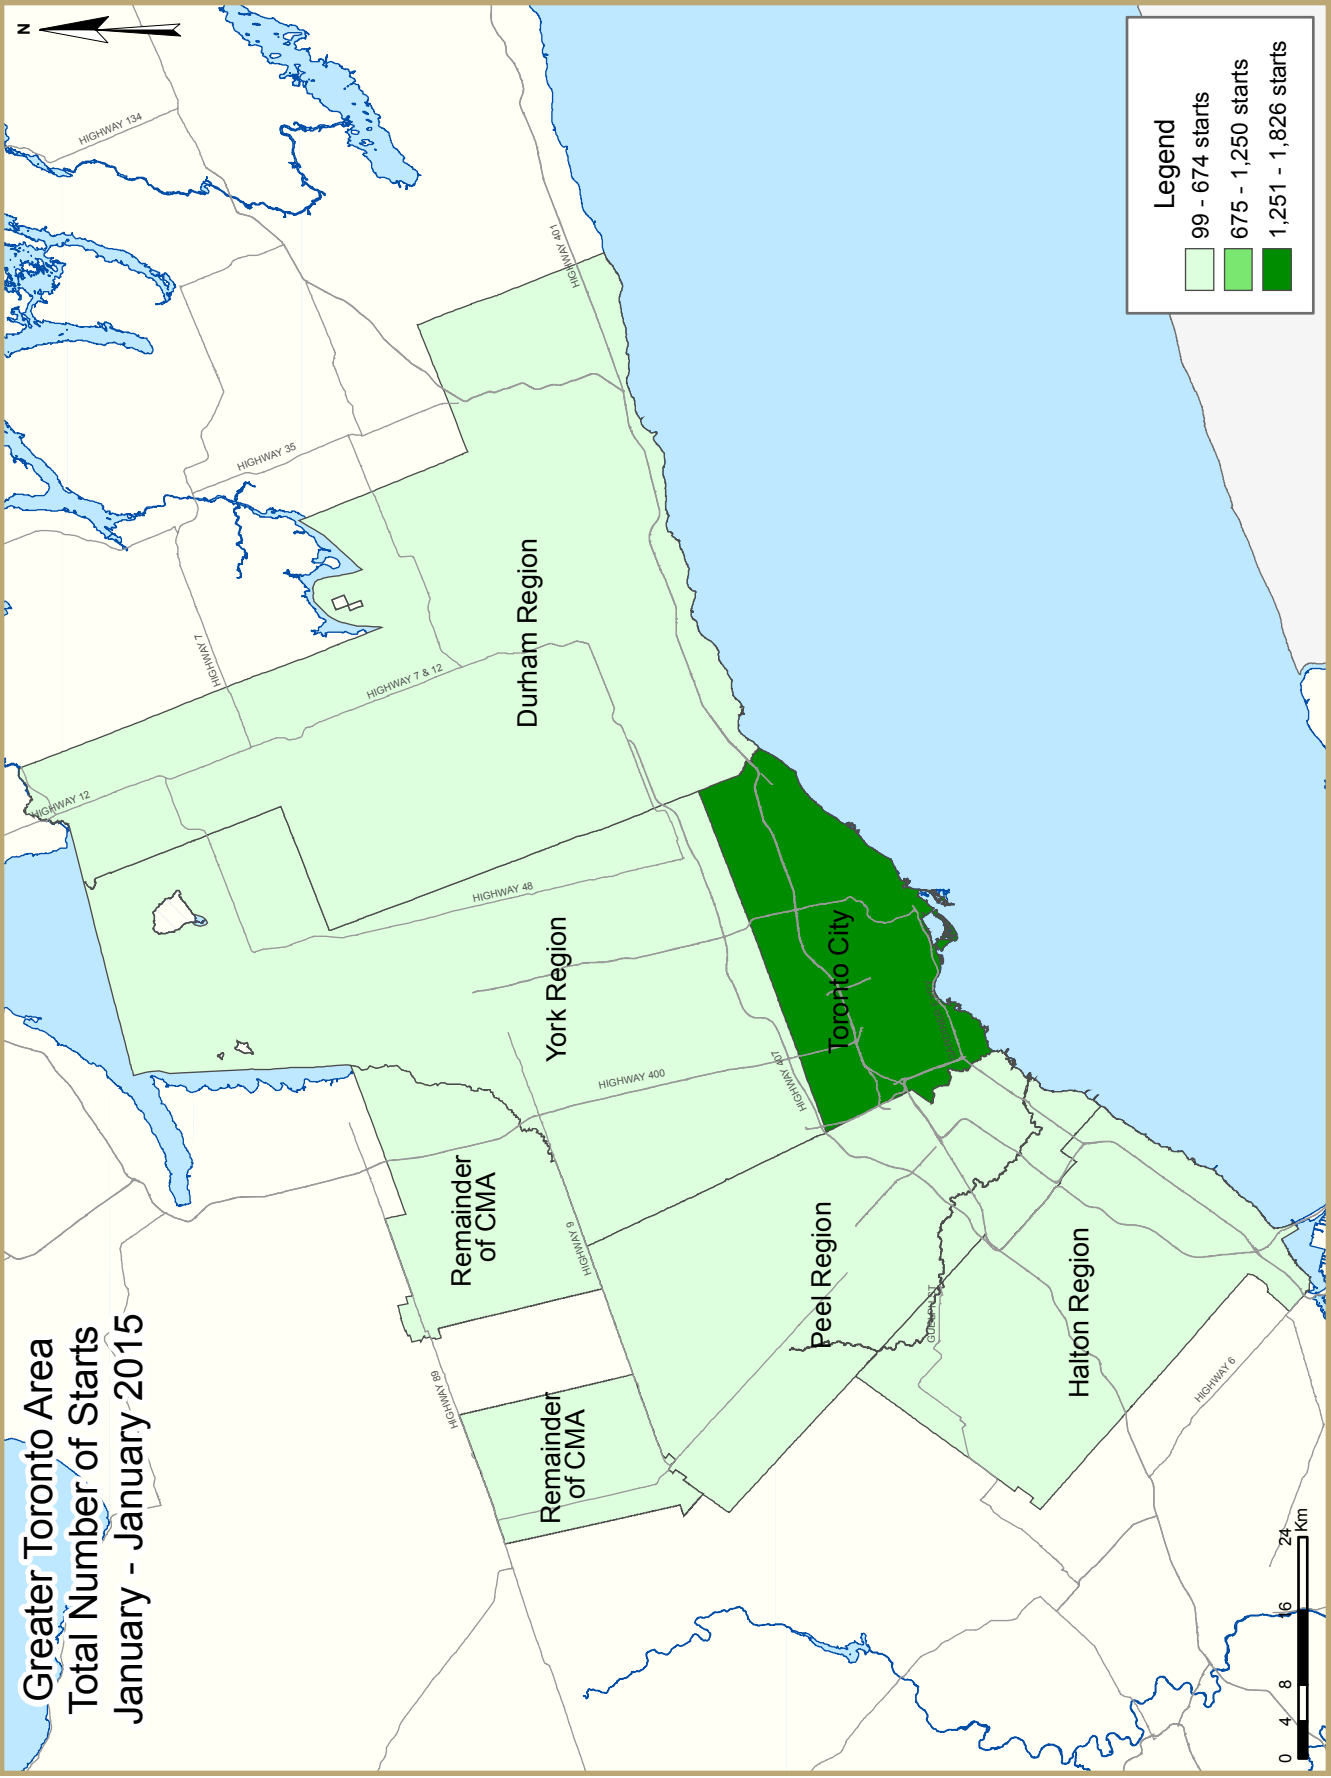 Greater Toronto Area
Total Number of Starts
January - January 2015
N
HIGHWAY 134
HIGHWAY 401
HIGHWAY 35
HIGHWAY 7
HIGHWAY 7 & 12
HIGHWAY 12
Durham Region
HIGHWAY 48
York Region
Toronto City
HIGHWAY 400
HIGHWAY 407
Remainder
of CMA
HIGHWAY 9
HIGHWAY 89
Remainder
of CMA
Peel Region
GUELPH ST
Halton Region
HIGHWAY 6
Legend
99 - 674 starts
675 - 1,250 starts
1,251 - 1,826 starts
0 4 8 16 24
Km